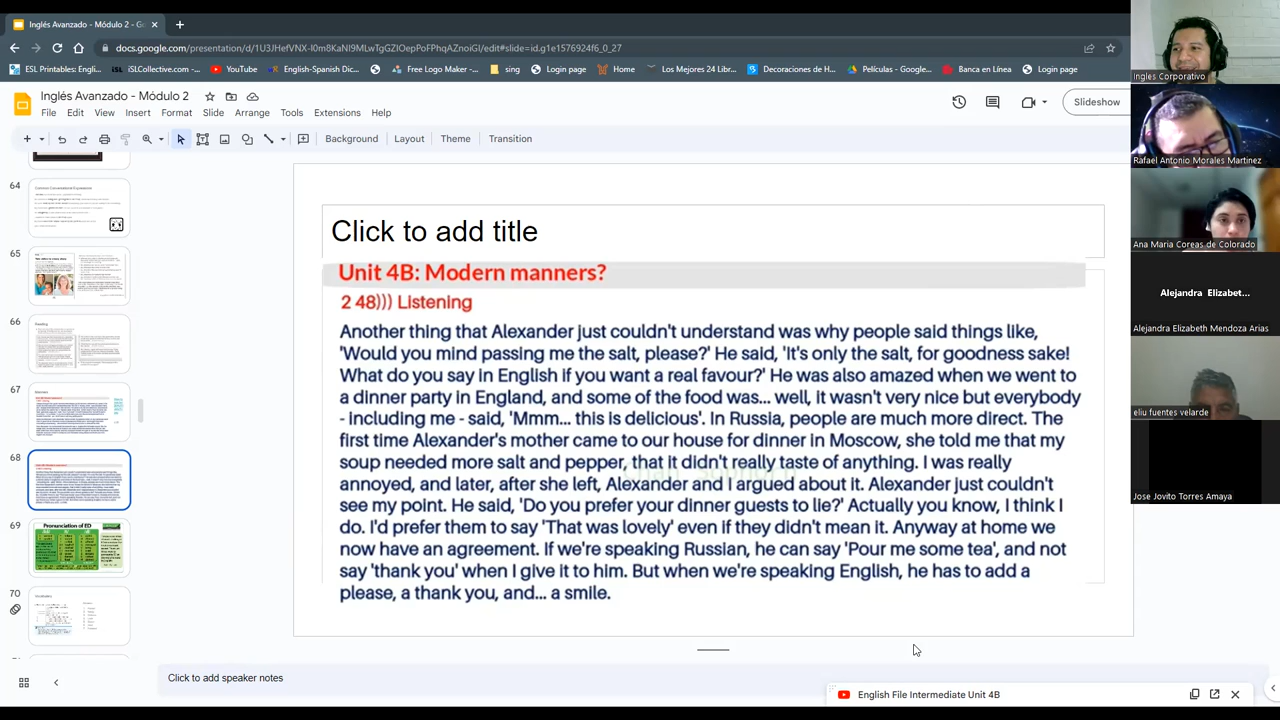 Inglés Avanzado - Módulo 2 - G
docs.google.com/presentation/d/1U3JHefVNX-I0m8KaNI9MLwTgGZIOepPoFPhqAZnoiGI/edit#slide=id.g1e1576924f6_0_27
ESL Printables: Engli... iSLCollective.com -... YouTube English-Spanish Dic... Free Logo Maker -... Login page Home Los Mejores 24 Libr... Decoraciones de H... Películas - Google... Banca en Línea Login page
Inglés Avanzado - Módulo 2
File Edit View Insert Format Slide Arrange Tools Extensions Help
Slideshow
Background Layout Theme Transition
64
65
66
67
68
69
Pronunciation of ED
70
Click to add title
Unit 4B: Modern manners?
2 48))) Listening
Another thing that Alexander just couldn't understand was why people said things like,
'Would you mind passing me the salt, please?' He said, 'It's only the salt, for goodness sake!
What do you say in English if you want a real favour?' He was also amazed when we went to
a dinner party in England, and some of the food was, well, it wasn't very nice but everybody
including me, said, 'Mmm... this is delicious'. In Russia, people are much more direct. The
first time Alexander's mother came to our house for dinner in Moscow, she told me that my
soup needed more salt and pepper, that it didn't really taste of anything. I was really
annoyed, and later after she left, Alexander and I argued about it. Alexander just couldn't
see my point. He said, 'Do you prefer your dinner guests to lie?' Actually you know, I think I
do. I'd prefer them to say 'That was lovely' even if they didn't mean it. Anyway at home we
now have an agreement. If we're speaking Russian, he can say 'Pour me some tea', and not
say 'thank you' when I give it to him. But when we're speaking English, he has to add a
please, a thank you, and... a smile.
Click to add speaker notes
English File Intermediate Unit 4B
Ingles Corporativo
Rafael Antonio Morales Martinez
Ana Maria Coreas de Colorado
Alejandra Elizabet...
Alejandra Elizabeth Mendoza Arias
eliu fuentes velarde
Jose Jovito Torres Amaya